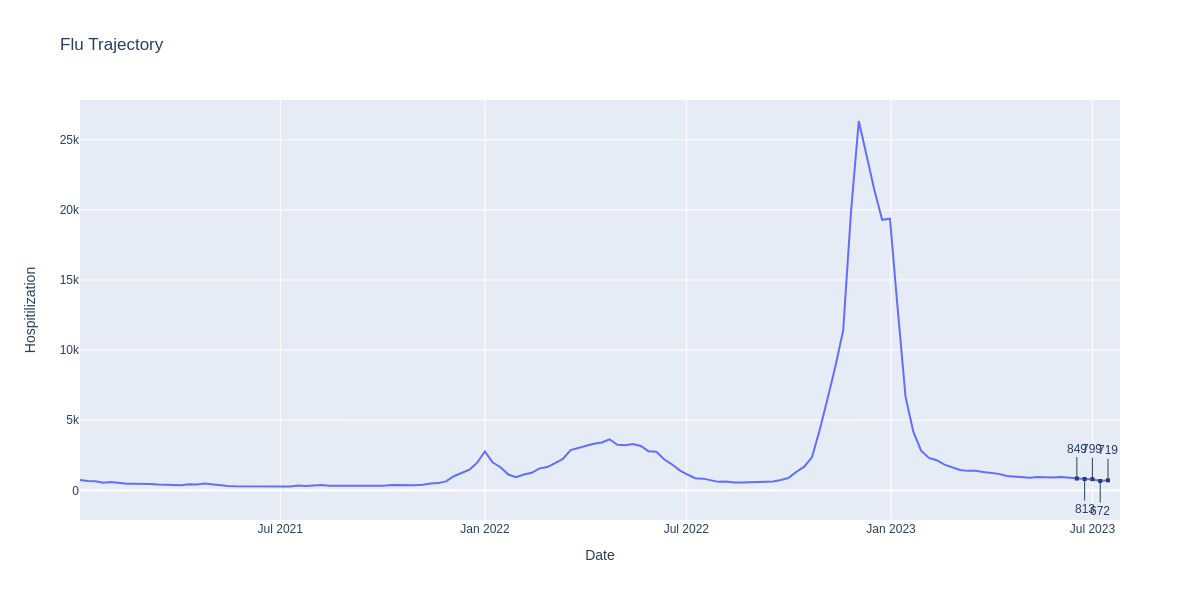 Flu Trajectory
Hospitilization
25k
20k
15k
10k
5k
0
849
799
719
813
672
Jul 2021
Jan 2022
Jul 2022
Jan 2023
Jul 2023
Date